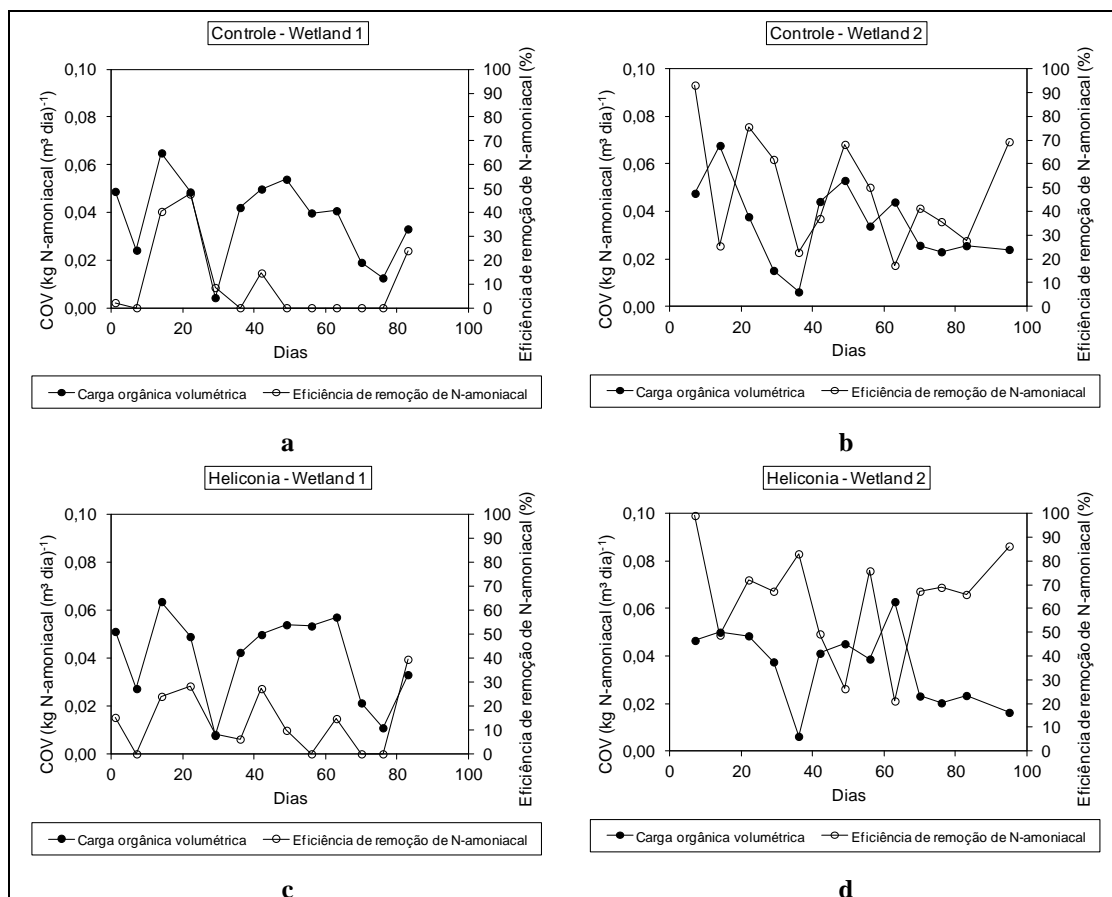 Controle - Wetland 1
COV (kg N-amoniacal (m³ dia)⁻¹)
0,10
0,08
0,06
0,04
0,02
0,00
100
90
80
70
60
50
40
30
20
10
0
Eficiência de remoção de N-amoniacal (%)
0 20 40 60 80 100
Dias
Carga orgânica volumétrica Eficiência de remoção de N-amoniacal
a
Controle - Wetland 2
COV (kg N-amoniacal (m³ dia)⁻¹)
0,10
0,08
0,06
0,04
0,02
0,00
100
90
80
70
60
50
40
30
20
10
0
Eficiência de remoção de N-amoniacal (%)
0 20 40 60 80 100
Dias
Carga orgânica volumétrica Eficiência de remoção de N-amoniacal
b
Heliconia - Wetland 1
COV (kg N-amoniacal (m³ dia)⁻¹)
0,10
0,08
0,06
0,04
0,02
0,00
100
90
80
70
60
50
40
30
20
10
0
Eficiência de remoção de N-amoniacal (%)
0 20 40 60 80 100
Dias
Carga orgânica volumétrica Eficiência de remoção de N-amoniacal
c
Heliconia - Wetland 2
COV (kg N-amoniacal (m³ dia)⁻¹)
0,10
0,08
0,06
0,04
0,02
0,00
100
90
80
70
60
50
40
30
20
10
0
Eficiência de remoção de N-amoniacal (%)
0 20 40 60 80 100
Dias
Carga orgânica volumétrica Eficiência de remoção de N-amoniacal
d